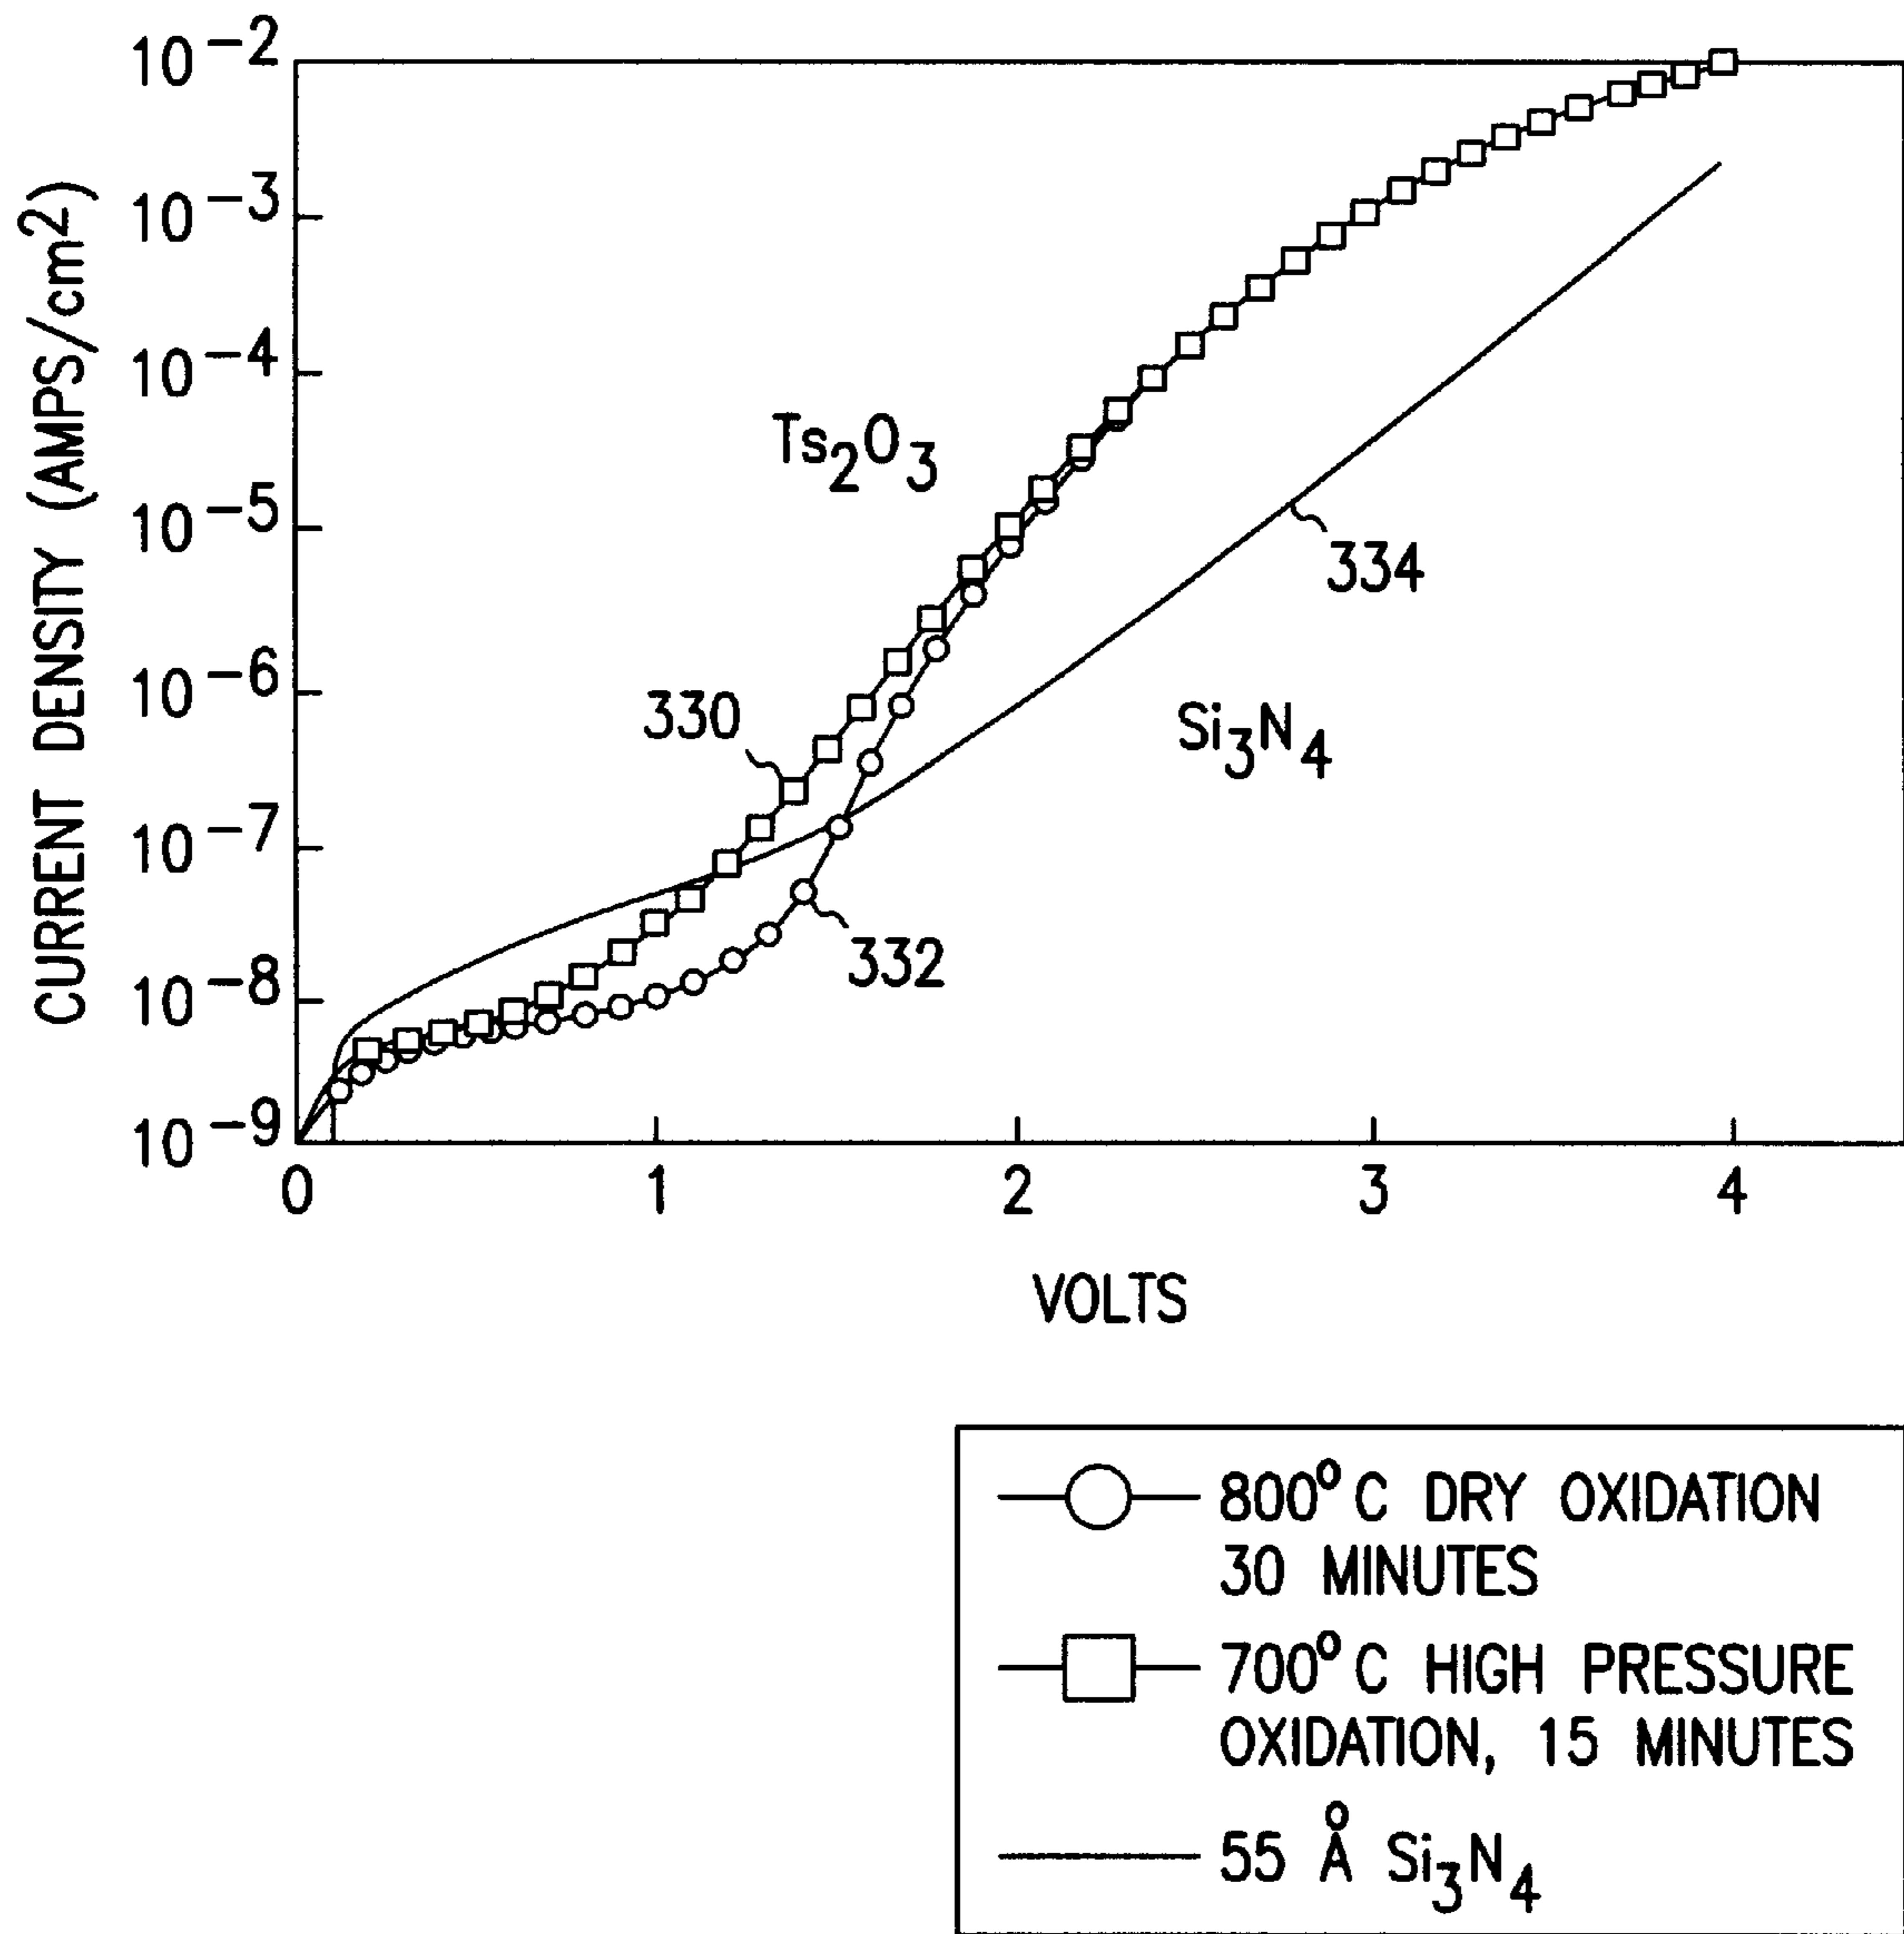 CURRENT DENSITY (AMPS/cm²)
10⁻²
10⁻³
10⁻⁴
10⁻⁵
10⁻⁶
10⁻⁷
10⁻⁸
10⁻⁹
Ts₂O₃
330
334
Si₃N₄
332
0 1 2 3 4
VOLTS
800°C DRY OXIDATION
30 MINUTES
700°C HIGH PRESSURE
OXIDATION, 15 MINUTES
55 Å Si₃N₄